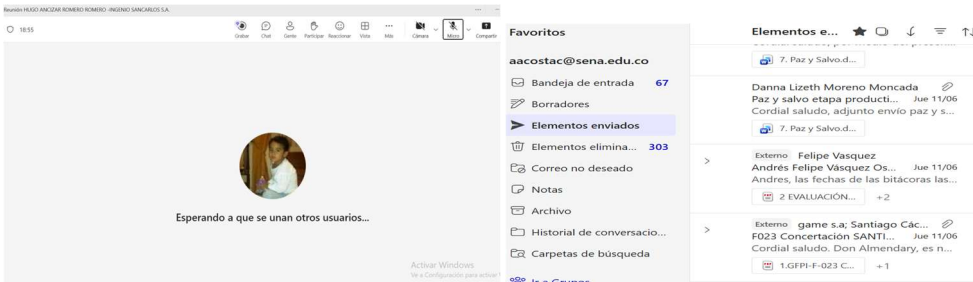 Reunión HUGO ANCIZAR ROMERO ROMERO -INGENIO SANCARLOS S.A.
18:55
Grabar Chat Gente Participar Reaccionar Vista Más Cámara Micro Compartir
Esperando a que se unan otros usuarios...
Activar Windows
Ve a Configuración para activar
Favoritos
aacostac@sena.edu.co
Bandeja de entrada 67
Borradores
Elementos enviados
Elementos elimina... 303
Correo no deseado
Notas
Archivo
Historial de conversacio...
Carpetas de búsqueda
Ir a Grupos
Elementos e...
7. Paz y Salvo.d...
Danna Lizeth Moreno Moncada
Paz y salvo etapa producti... Jue 11/06
Cordial saludo, adjunto envío paz y s...
7. Paz y Salvo.d...
Externo Felipe Vasquez
Andrés Felipe Vásquez Os... Jue 11/06
Andres, las fechas de las bitácoras las...
2 EVALUACIÓN... +2
Externo game s.a; Santiago Các...
F023 Concertación SANTI... Jue 11/06
Cordial saludo. Don Almendary, es n...
1.GFPI-F-023 C... +1